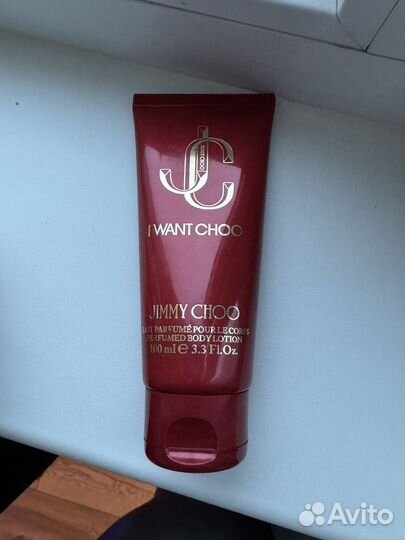 JC
JIMMY CHOO
I WANT CHOO
JIMMY CHOO
LAIT PARFUMÉ POUR LE CORPS
PERFUMED BODY LOTION
100 ml e 3.3 Fl.Oz.
Avito